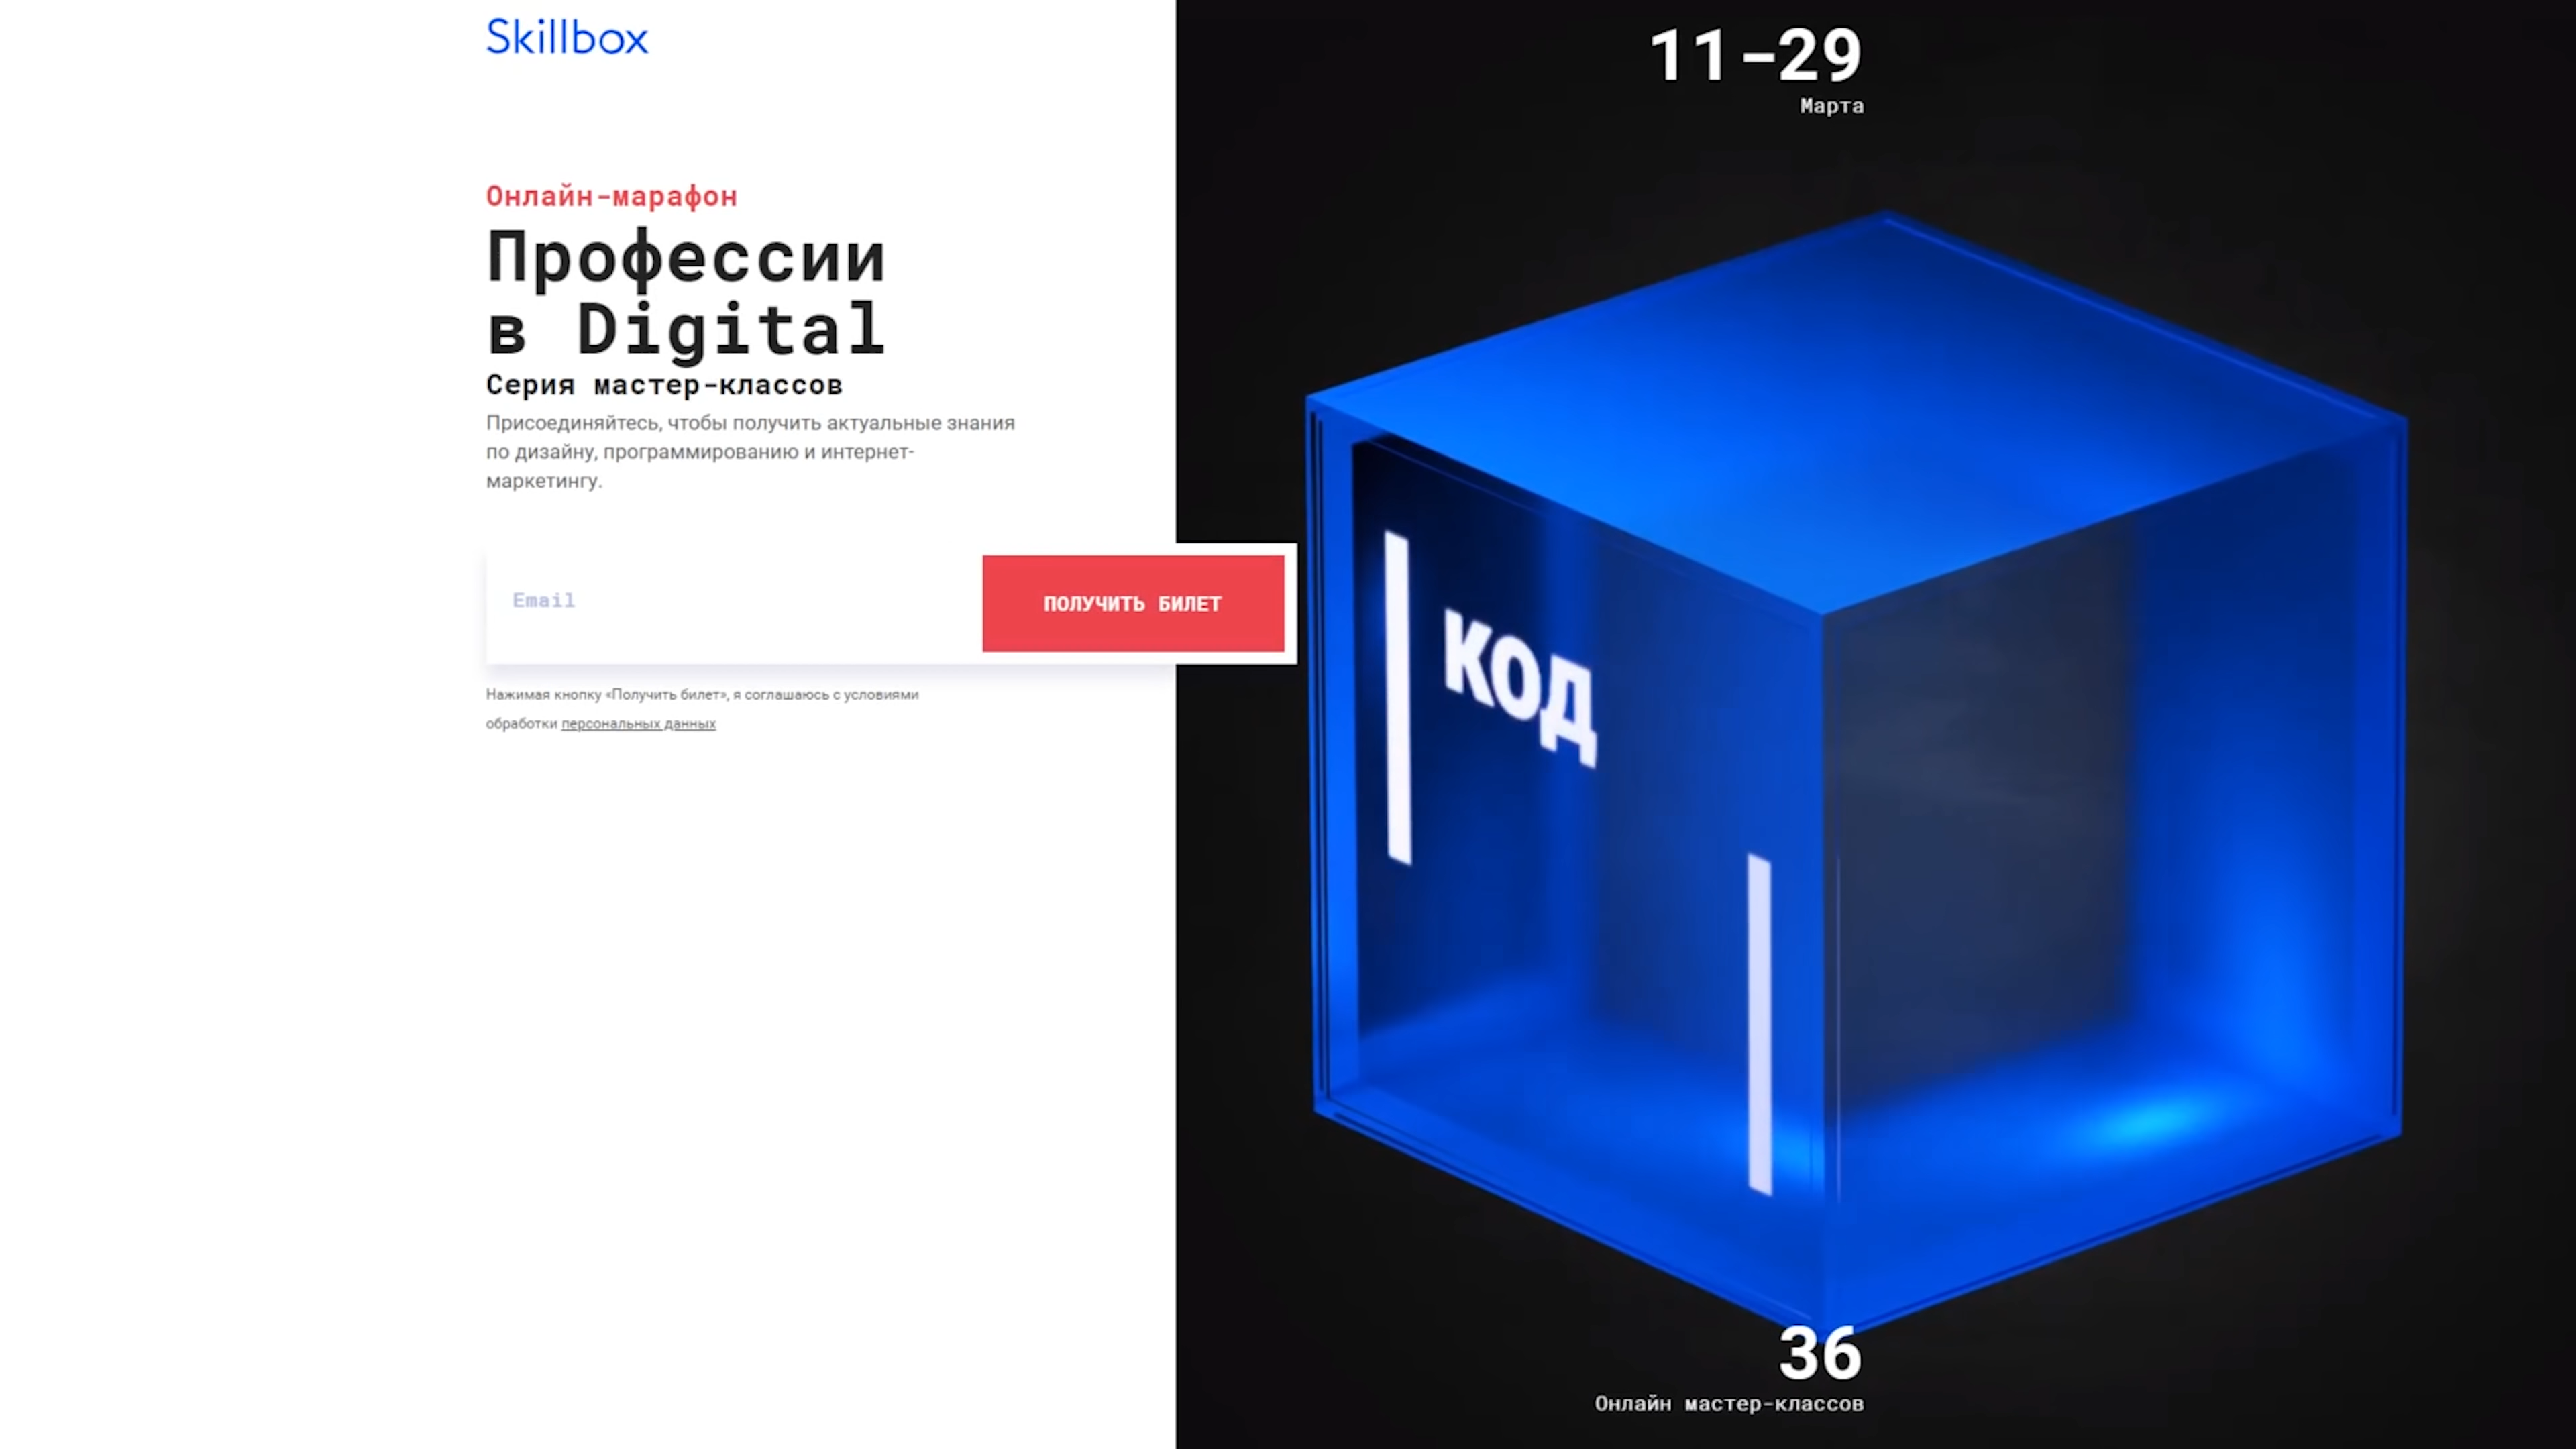 Skillbox
Онлайн-марафон
Профессии
в Digital
Серия мастер-классов
Присоединяйтесь, чтобы получить актуальные знания
по дизайну, программированию и интернет-
маркетингу.
Email
ПОЛУЧИТЬ БИЛЕТ
Нажимая кнопку «Получить билет», я соглашаюсь с условиями
обработки персональных данных
11-29
Марта
КОД
36
Онлайн мастер-классов